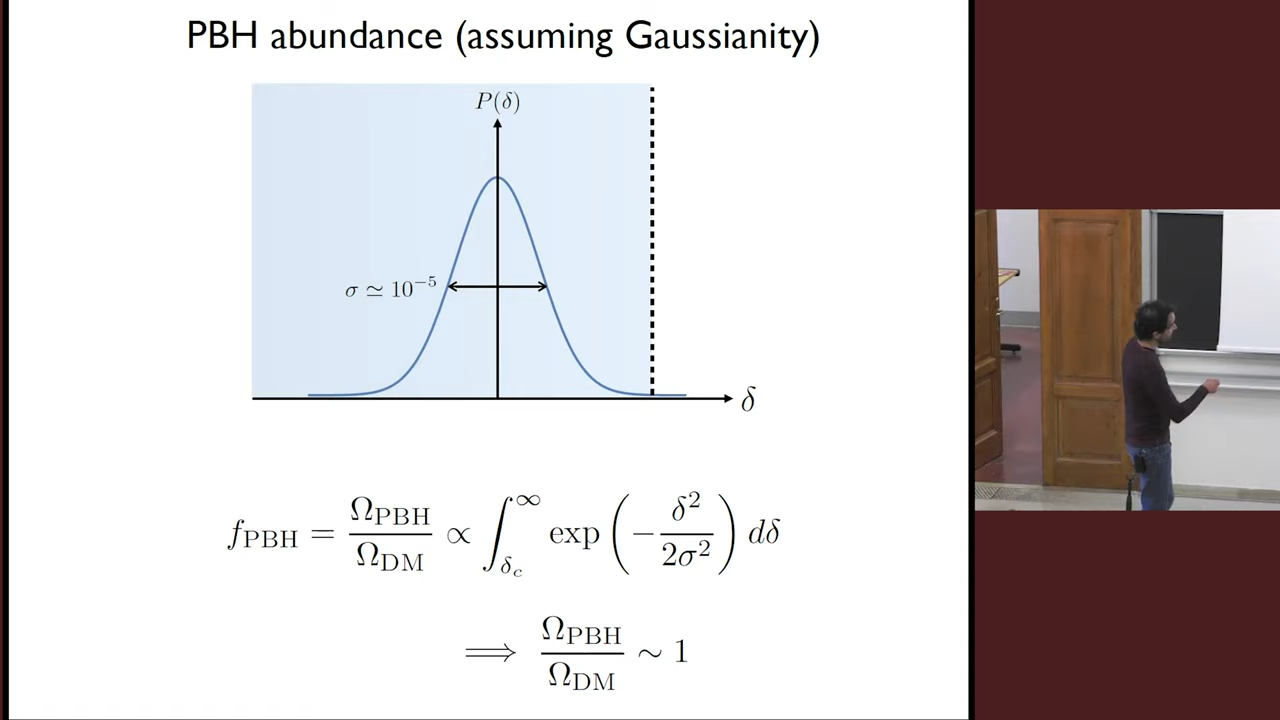 PBH abundance (assuming Gaussianity)
P(δ)
σ ≃ 10⁻⁵
δ
f_PBH = Ω_PBH / Ω_DM ∝ ∫_{δ_c}^{∞} exp(−δ² / 2σ²) dδ
⟹ Ω_PBH / Ω_DM ∼ 1